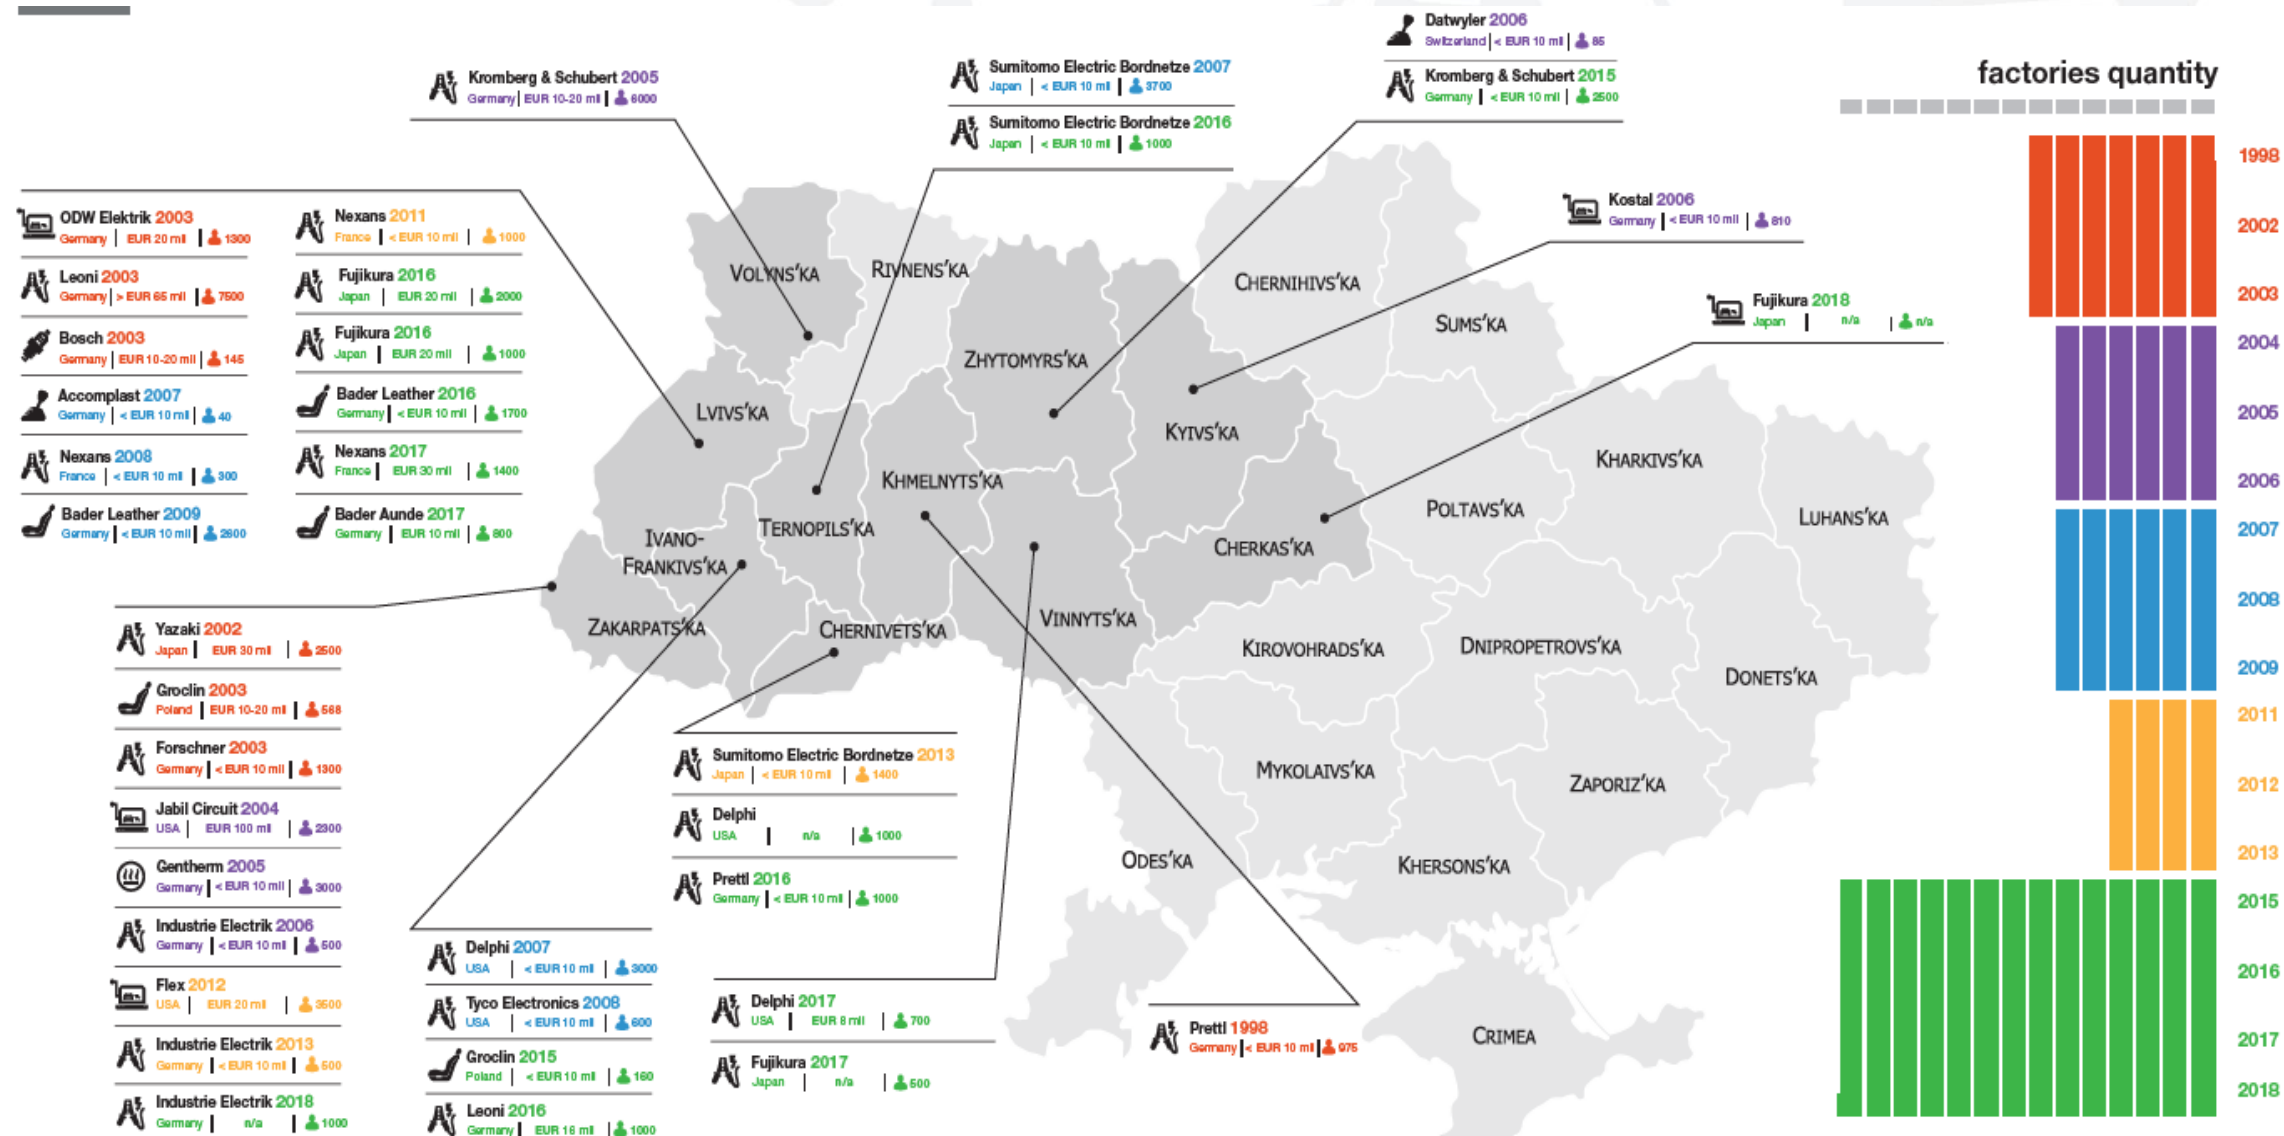 Datwyler 2006
Switzerland | < EUR 10 mil | 85
Kromberg & Schubert 2015
Germany | < EUR 10 mil | 2500
factories quantity
Kromberg & Schubert 2005
Germany | EUR 10-20 mil | 6000
Sumitomo Electric Bordnetze 2007
Japan | < EUR 10 mil | 3700
Sumitomo Electric Bordnetze 2016
Japan | < EUR 10 mil | 1000
Kostal 2006
Germany | < EUR 10 mil | 810
Fujikura 2018
Japan | n/a | n/a
ODW Elektrik 2003
Germany | EUR 20 mil | 1300
Leoni 2003
Germany | > EUR 65 mil | 7500
Bosch 2003
Germany | EUR 10-20 mil | 145
Accomplast 2007
Germany | < EUR 10 mil | 40
Nexans 2008
France | < EUR 10 mil | 300
Bader Leather 2009
Germany | < EUR 10 mil | 2600
Nexans 2011
France | < EUR 10 mil | 1000
Fujikura 2016
Japan | EUR 20 mil | 2000
Fujikura 2016
Japan | EUR 20 mil | 1000
Bader Leather 2016
Germany | < EUR 10 mil | 1700
Nexans 2017
France | EUR 30 mil | 1400
Bader Aunde 2017
Germany | EUR 10 mil | 800
Yazaki 2002
Japan | EUR 30 mil | 2500
Groclin 2003
Poland | EUR 10-20 mil | 568
Forschner 2003
Germany | < EUR 10 mil | 1300
Jabil Circuit 2004
USA | EUR 100 mil | 2300
Gentherm 2005
Germany | < EUR 10 mil | 3000
Industrie Electrik 2006
Germany | < EUR 10 mil | 500
Flex 2012
USA | EUR 20 mil | 3500
Industrie Electrik 2013
Germany | < EUR 10 mil | 500
Industrie Electrik 2018
Germany | n/a | 1000
Delphi 2007
USA | < EUR 10 mil | 3000
Tyco Electronics 2008
USA | < EUR 10 mil | 600
Groclin 2015
Poland | < EUR 10 mil | 160
Leoni 2016
Germany | EUR 16 mil | 1000
Sumitomo Electric Bordnetze 2013
Japan | < EUR 10 mil | 1400
Delphi
USA | n/a | 1000
Prettl 2016
Germany | < EUR 10 mil | 1000
Delphi 2017
USA | EUR 8 mil | 700
Fujikura 2017
Japan | n/a | 500
Prettl 1998
Germany | < EUR 10 mil | 975
VOLYNS'KA
RIVNENS'KA
CHERNIHIVS'KA
SUMS'KA
ZHYTOMYRS'KA
LVIVS'KA
KYIVS'KA
KHARKIVS'KA
KHMELNYTS'KA
POLTAVS'KA
LUHANS'KA
TERNOPILS'KA
IVANO-
FRANKIVS'KA
CHERKAS'KA
ZAKARPATS'KA
CHERNIVETS'KA
VINNYTS'KA
KIROVOHRADS'KA
DNIPROPETROVS'KA
DONETS'KA
MYKOLAIVS'KA
ZAPORIZ'KA
ODES'KA
KHERSONS'KA
CRIMEA
1998
2002
2003
2004
2005
2006
2007
2008
2009
2011
2012
2013
2015
2016
2017
2018